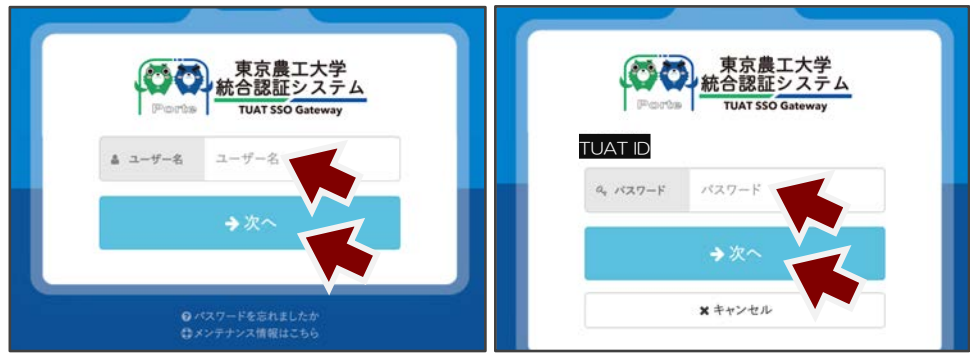 東京農工大学
統合認証システム
Porte
TUAT SSO Gateway
ユーザー名
ユーザー名
次へ
パスワードを忘れましたか
メンテナンス情報はこちら
東京農工大学
統合認証システム
Porte
TUAT SSO Gateway
TUAT ID
パスワード
パスワード
次へ
キャンセル